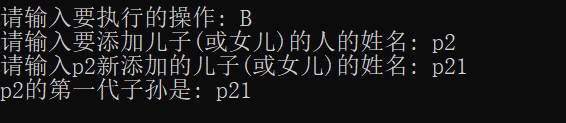 请输入要执行的操作: B
请输入要添加儿子(或女儿)的人的姓名: p2
请输入p2新添加的儿子(或女儿)的姓名: p21
p2的第一代子孙是: p21